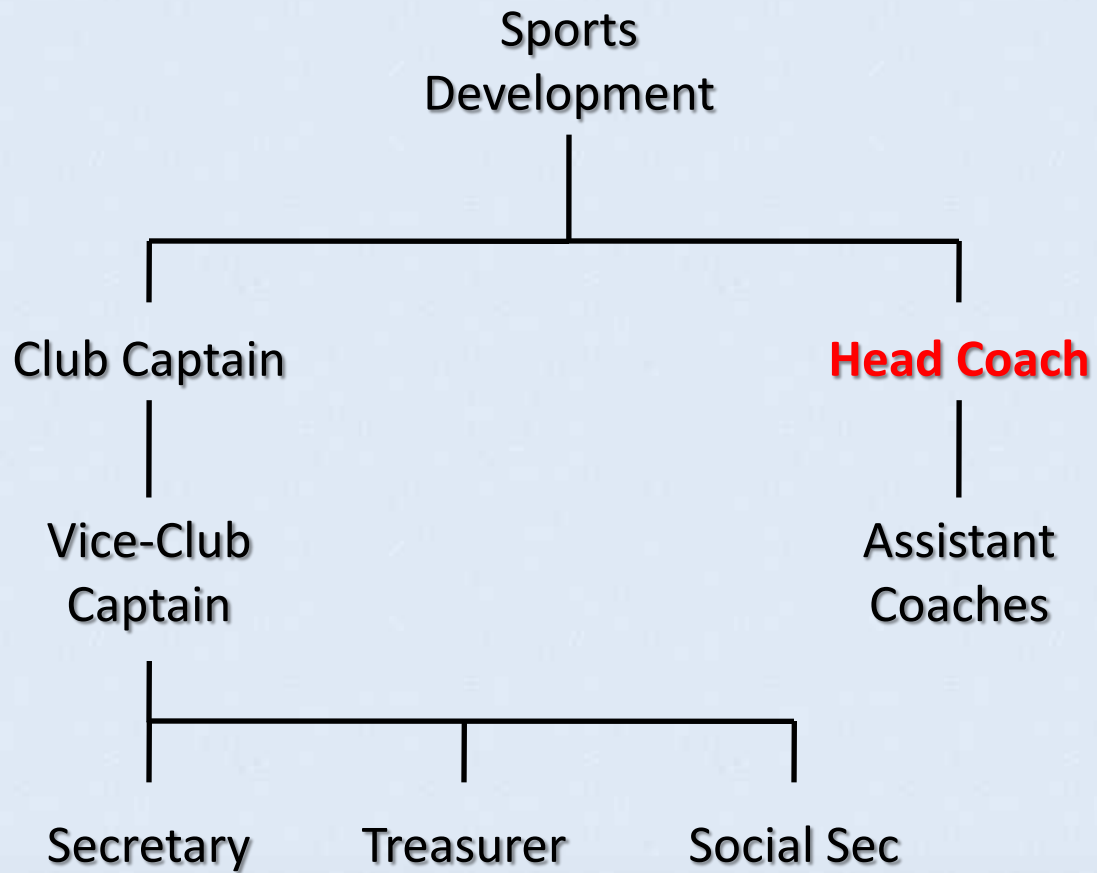 Sports
Development
Club Captain
Head Coach
Vice-Club
Captain
Assistant
Coaches
Secretary
Treasurer
Social Sec